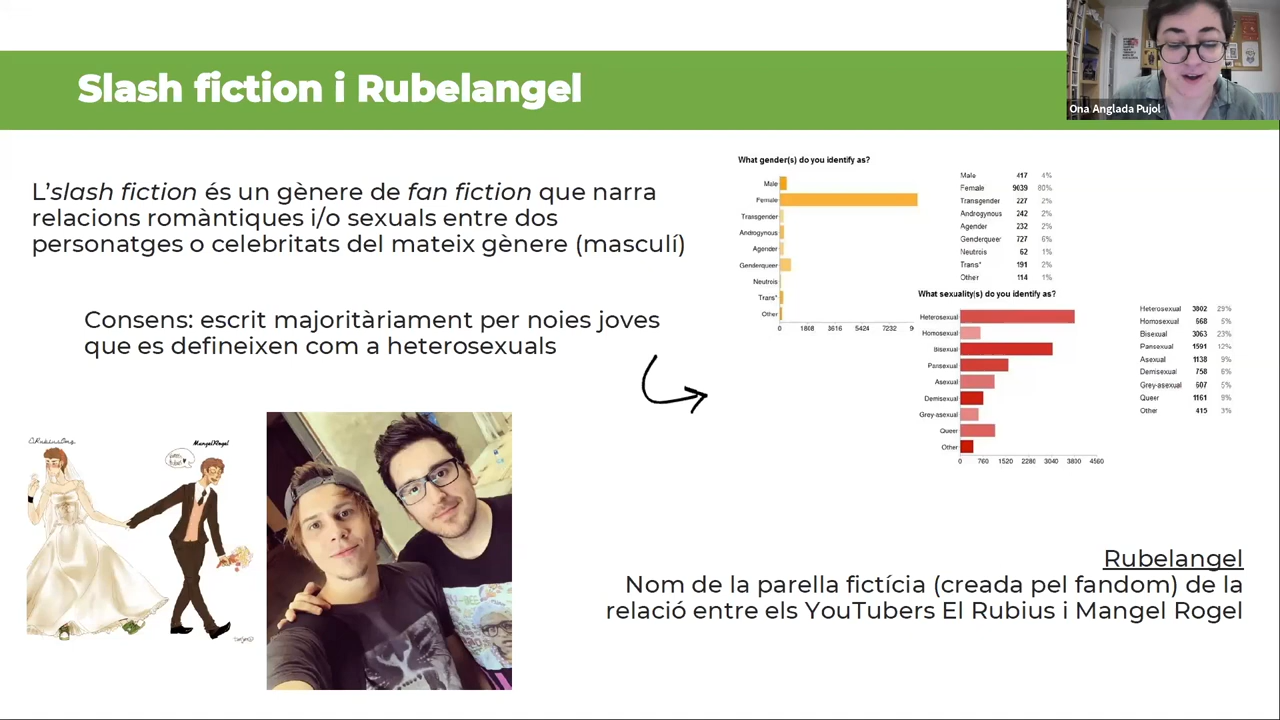 Slash fiction i Rubelangel
Ona Anglada Pujol
L'slash fiction és un gènere de fan fiction que narra
relacions romàntiques i/o sexuals entre dos
personatges o celebritats del mateix gènere (masculí)
Consens: escrit majoritàriament per noies joves
que es defineixen com a heterosexuals
What gender(s) do you identify as?
Male
Female
Transgender
Androgynous
Agender
Genderqueer
Neutrois
Trans*
Other
0 1808 3616 5424 7232 9
Male 417 4%
Female 9039 80%
Transgender 227 2%
Androgynous 242 2%
Agender 232 2%
Genderqueer 727 6%
Neutrois 62 1%
Trans* 191 2%
Other 114 1%
What sexuality(s) do you identify as?
Heterosexual
Homosexual
Bisexual
Pansexual
Asexual
Demisexual
Grey-asexual
Queer
Other
0 760 1520 2280 3040 3800 4560
Heterosexual 3802 29%
Homosexual 668 5%
Bisexual 3063 23%
Pansexual 1591 12%
Asexual 1138 9%
Demisexual 758 6%
Grey-asexual 607 5%
Queer 1161 9%
Other 415 3%
MangelRogel
Rubelangel
Nom de la parella fictícia (creada pel fandom) de la
relació entre els YouTubers El Rubius i Mangel Rogel